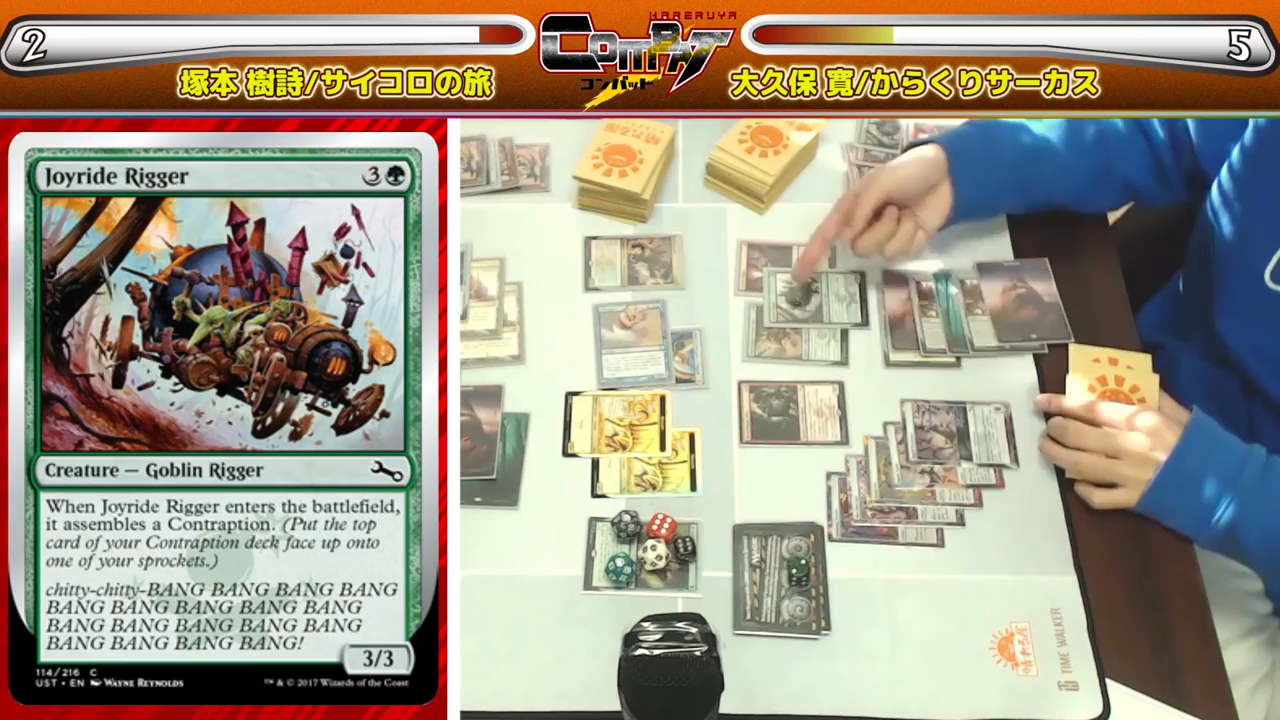 2
HARERUYA
COMBAT
コンバット
5
塚本 樹詩/サイコロの旅
大久保 寛/からくりサーカス
Joyride Rigger
3
Creature — Goblin Rigger
When Joyride Rigger enters the battlefield,
it assembles a Contraption. (Put the top
card of your Contraption deck face up onto
one of your sprockets.)
chitty-chitty-BANG BANG BANG BANG
BANG BANG BANG BANG BANG
BANG BANG BANG BANG BANG
BANG BANG BANG BANG!
3/3
114/216 C
UST • EN Wayne Reynolds
™ & © 2017 Wizards of the Coast
晴れる屋
TIME WALKER